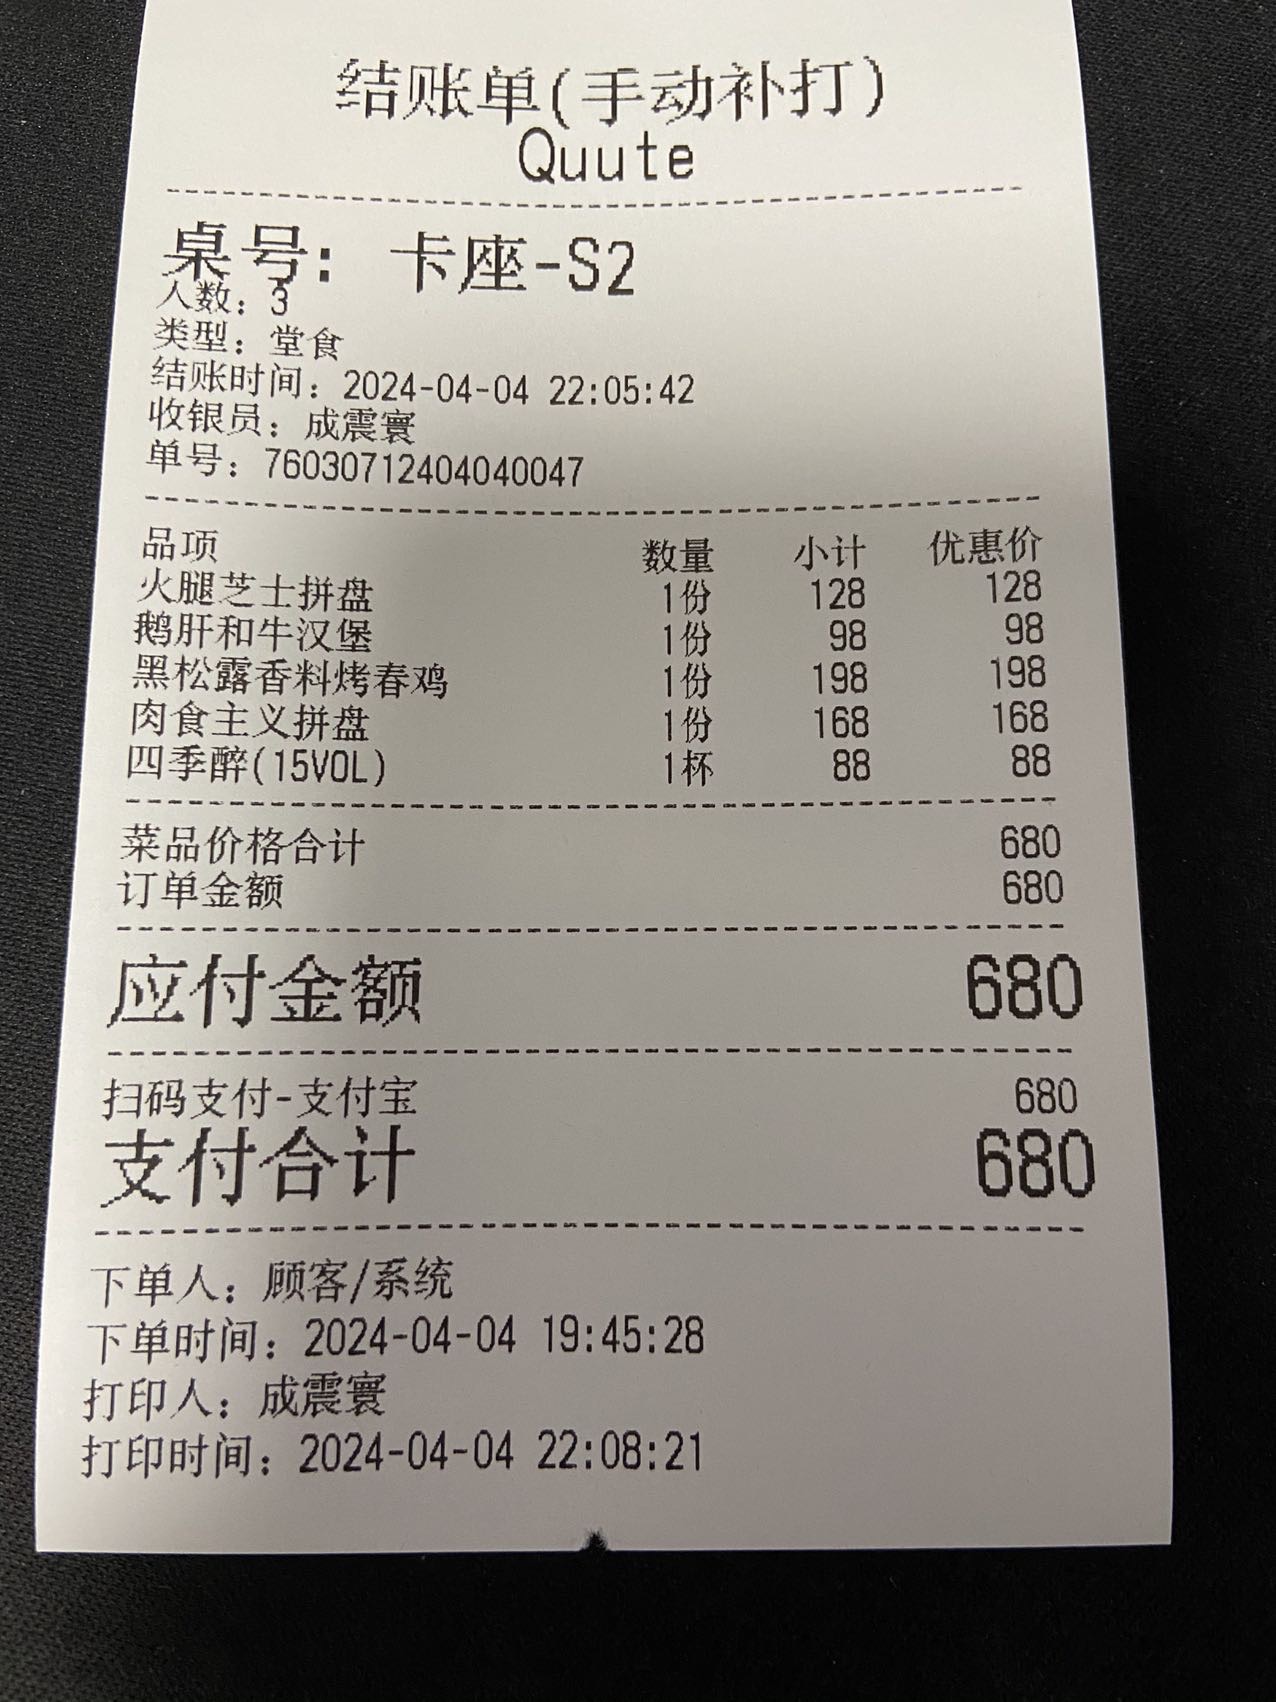 结账单(手动补打)
Quute
桌号: 卡座-S2
人数: 3
类型: 堂食
结账时间: 2024-04-04 22:05:42
收银员: 成震寰
单号: 76030712404040047
品项 数量 小计 优惠价
火腿芝士拼盘 1份 128 128
鹅肝和牛汉堡 1份 98 98
黑松露香料烤春鸡 1份 198 198
肉食主义拼盘 1份 168 168
四季醉(15VOL) 1杯 88 88
菜品价格合计 680
订单金额 680
应付金额 680
扫码支付-支付宝 680
支付合计 680
下单人: 顾客/系统
下单时间: 2024-04-04 19:45:28
打印人: 成震寰
打印时间: 2024-04-04 22:08:21